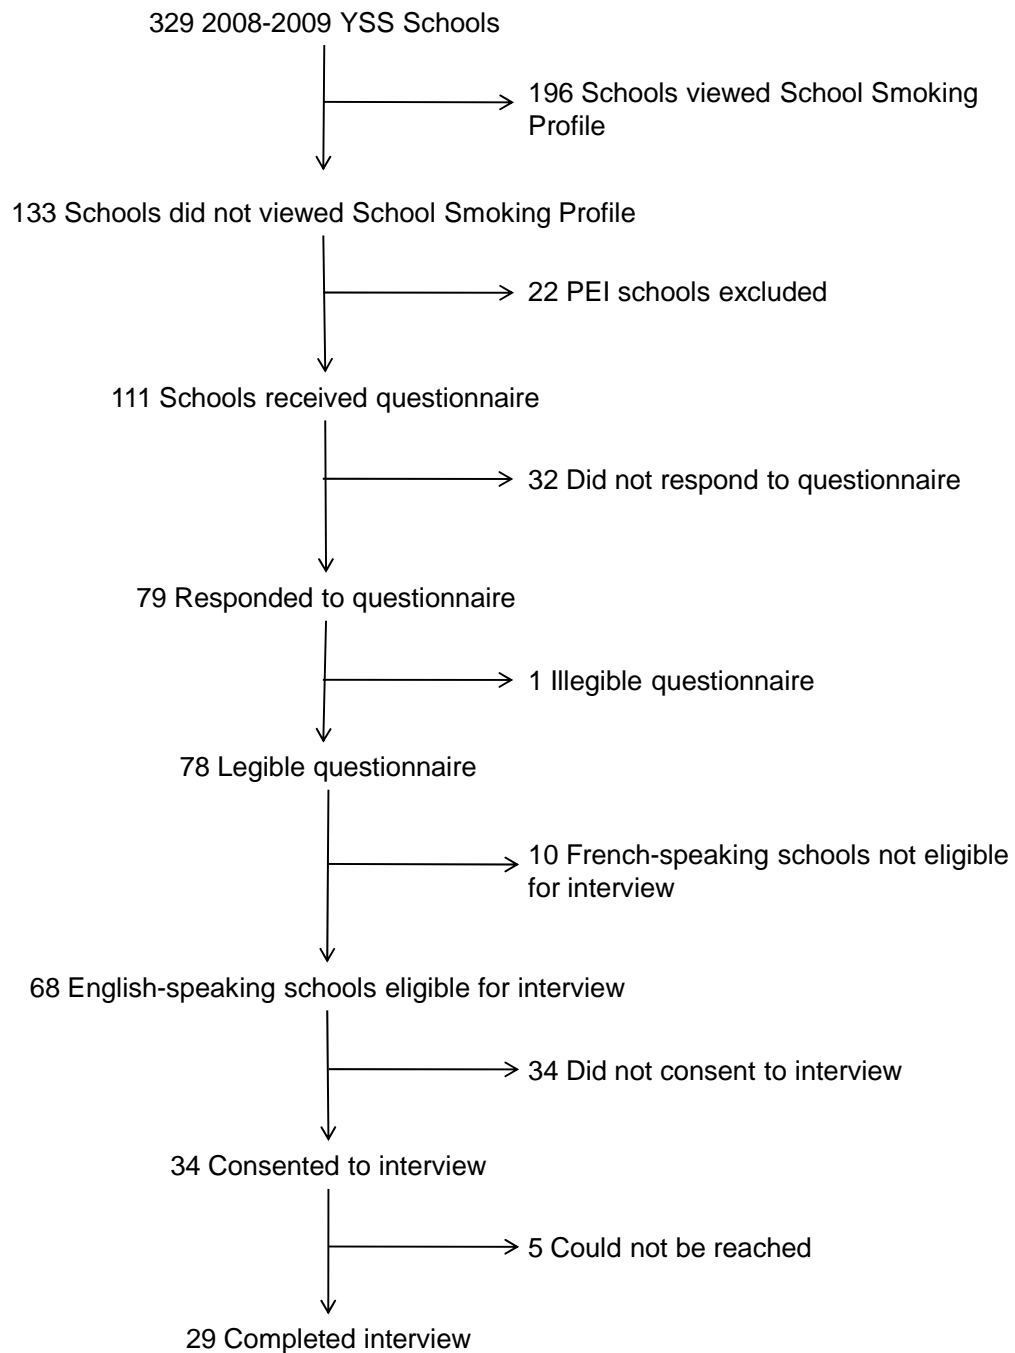 329 2008-2009 YSS Schools
196 Schools viewed School Smoking
Profile
133 Schools did not viewed School Smoking Profile
22 PEI schools excluded
111 Schools received questionnaire
32 Did not respond to questionnaire
79 Responded to questionnaire
1 Illegible questionnaire
78 Legible questionnaire
10 French-speaking schools not eligible
for interview
68 English-speaking schools eligible for interview
34 Did not consent to interview
34 Consented to interview
5 Could not be reached
29 Completed interview